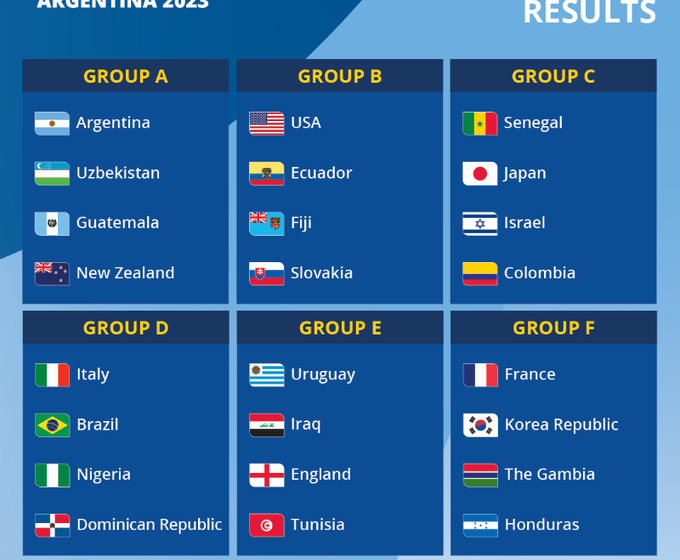 ARGENTINA 2023
RESULTS
GROUP A
Argentina
Uzbekistan
Guatemala
New Zealand
GROUP B
USA
Ecuador
Fiji
Slovakia
GROUP C
Senegal
Japan
Israel
Colombia
GROUP D
Italy
Brazil
Nigeria
Dominican Republic
GROUP E
Uruguay
Iraq
England
Tunisia
GROUP F
France
Korea Republic
The Gambia
Honduras